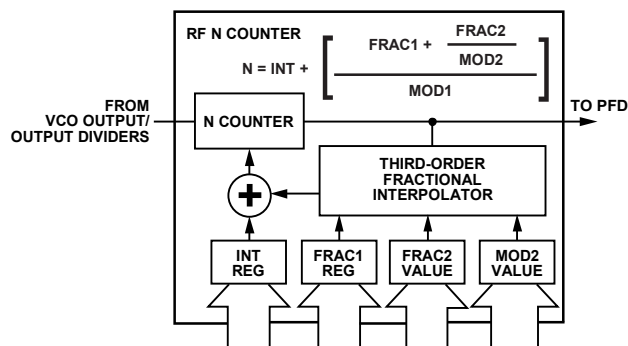 RF N COUNTER
N = INT +
FRAC1 +
FRAC2
MOD2
MOD1
FROM
VCO OUTPUT/
OUTPUT DIVIDERS
N COUNTER
TO PFD
THIRD-ORDER
FRACTIONAL
INTERPOLATOR
+
INT
REG
FRAC1
REG
FRAC2
VALUE
MOD2
VALUE